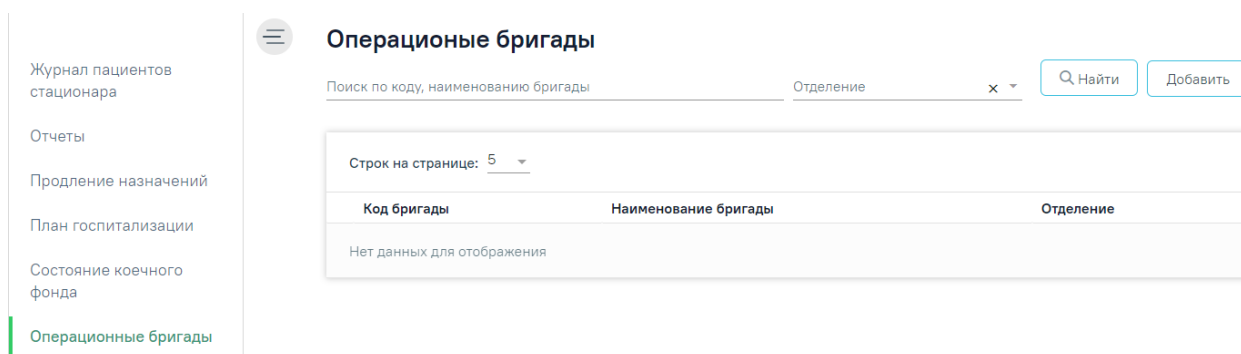 Журнал пациентов
стационара
Отчеты
Продление назначений
План госпитализации
Состояние коечного
фонда
Операционные бригады
Операционые бригады
Поиск по коду, наименованию бригады
Отделение
Найти
Добавить
Строк на странице: 5
Код бригады Наименование бригады Отделение
Нет данных для отображения